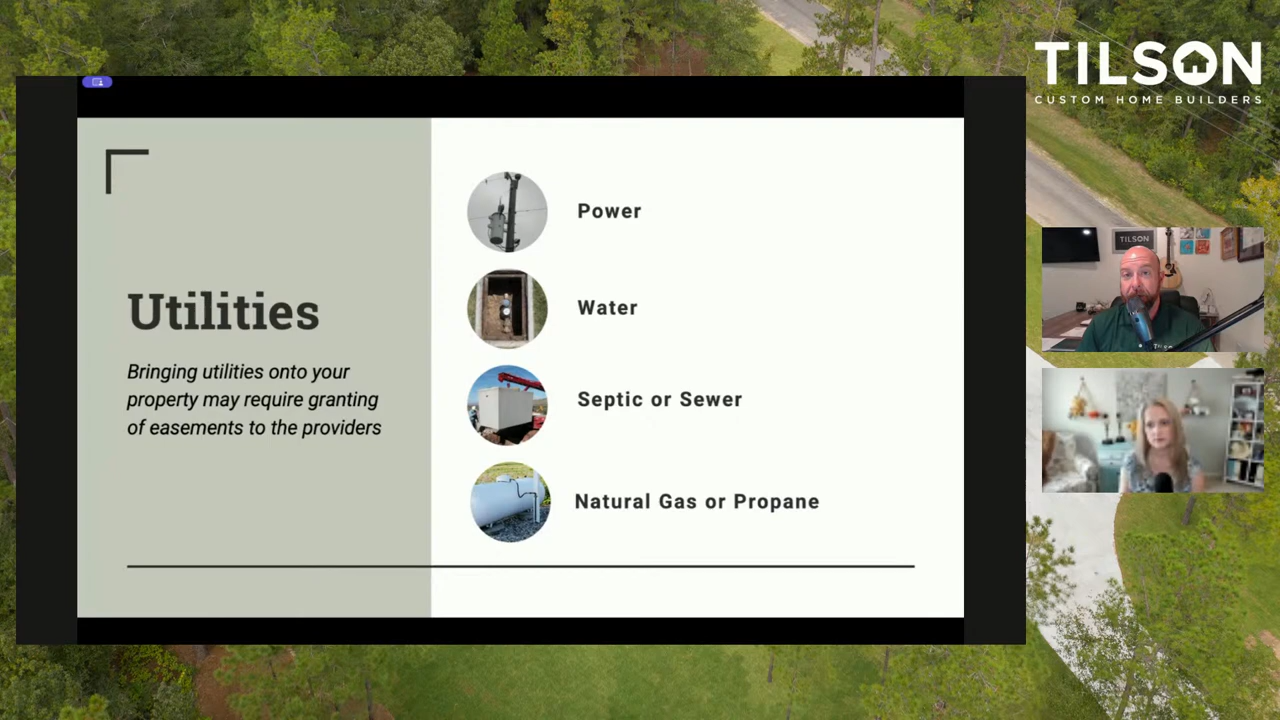 TILSON
CUSTOM HOME BUILDERS
Utilities
Bringing utilities onto your
property may require granting
of easements to the providers
Power
Water
Septic or Sewer
Natural Gas or Propane
TILSON